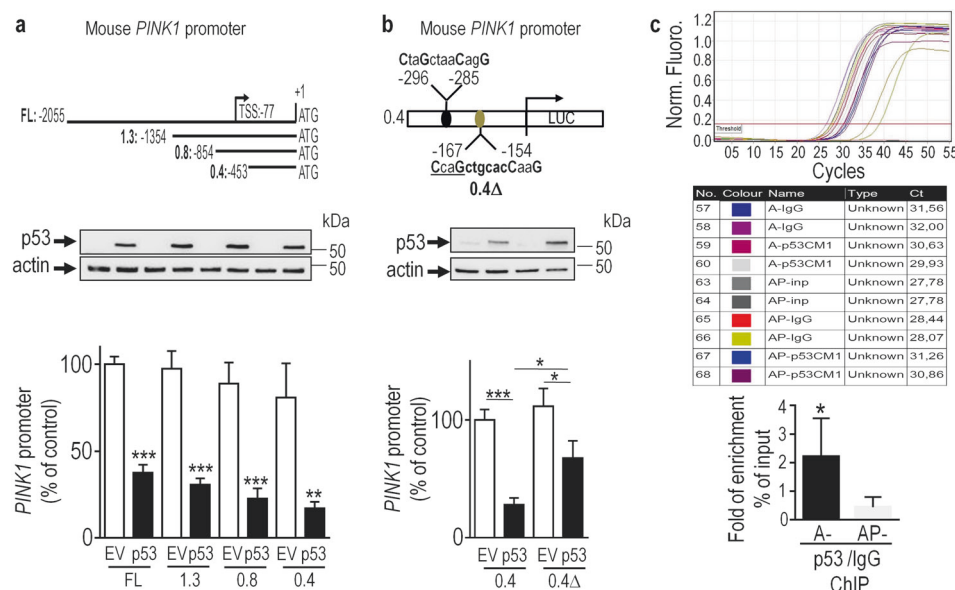 a
Mouse PINK1 promoter
+1
FL: -2055
TSS:-77
ATG
1.3: -1354
ATG
0.8: -854
ATG
0.4: -453
ATG
kDa
p53
50
actin
50
PINK1 promoter
(% of control)
100
50
0
***
***
***
**
EV p53
EV p53
EV p53
EV p53
FL
1.3
0.8
0.4
b
Mouse PINK1 promoter
CtaGctaaCagG
-296
-285
0.4
LUC
-167
-154
CcaGctgcacCaaG
0.4Δ
kDa
p53
50
actin
50
PINK1 promoter
(% of control)
100
50
0
***
*
*
EV p53
EV p53
0.4
0.4Δ
c
Norm. Fluoro.
1.2
1.0
0.8
0.6
0.4
0.2
0.0
Threshold
05 10 15 20 25 30 35 40 45 50 55
Cycles
No. Colour Name Type Ct
57 A-IgG Unknown 31,56
58 A-IgG Unknown 32,00
59 A-p53CM1 Unknown 30,63
60 A-p53CM1 Unknown 29,93
63 AP-inp Unknown 27,78
64 AP-inp Unknown 27,78
65 AP-IgG Unknown 28,44
66 AP-IgG Unknown 28,07
67 AP-p53CM1 Unknown 31,26
68 AP-p53CM1 Unknown 30,86
Fold of enrichment
% of input
4
3
2
1
0
*
A-
AP-
p53 /IgG
ChIP